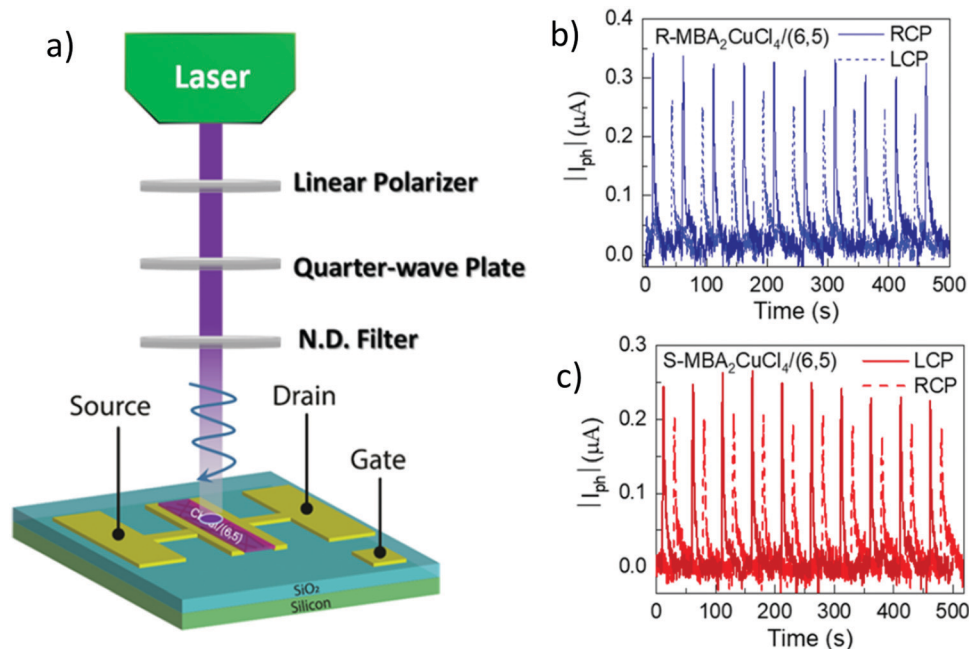 a)
Laser
Linear Polarizer
Quarter-wave Plate
N.D. Filter
Source
Drain
Gate
SiO₂
Silicon
b)
R-MBA₂CuCl₄/(6,5)
RCP
LCP
|I_ph| (μA)
0.4
0.3
0.2
0.1
0.0
0 100 200 300 400 500
Time (s)
c)
S-MBA₂CuCl₄/(6,5)
LCP
RCP
|I_ph| (μA)
0.3
0.2
0.1
0.0
0 100 200 300 400 500
Time (s)